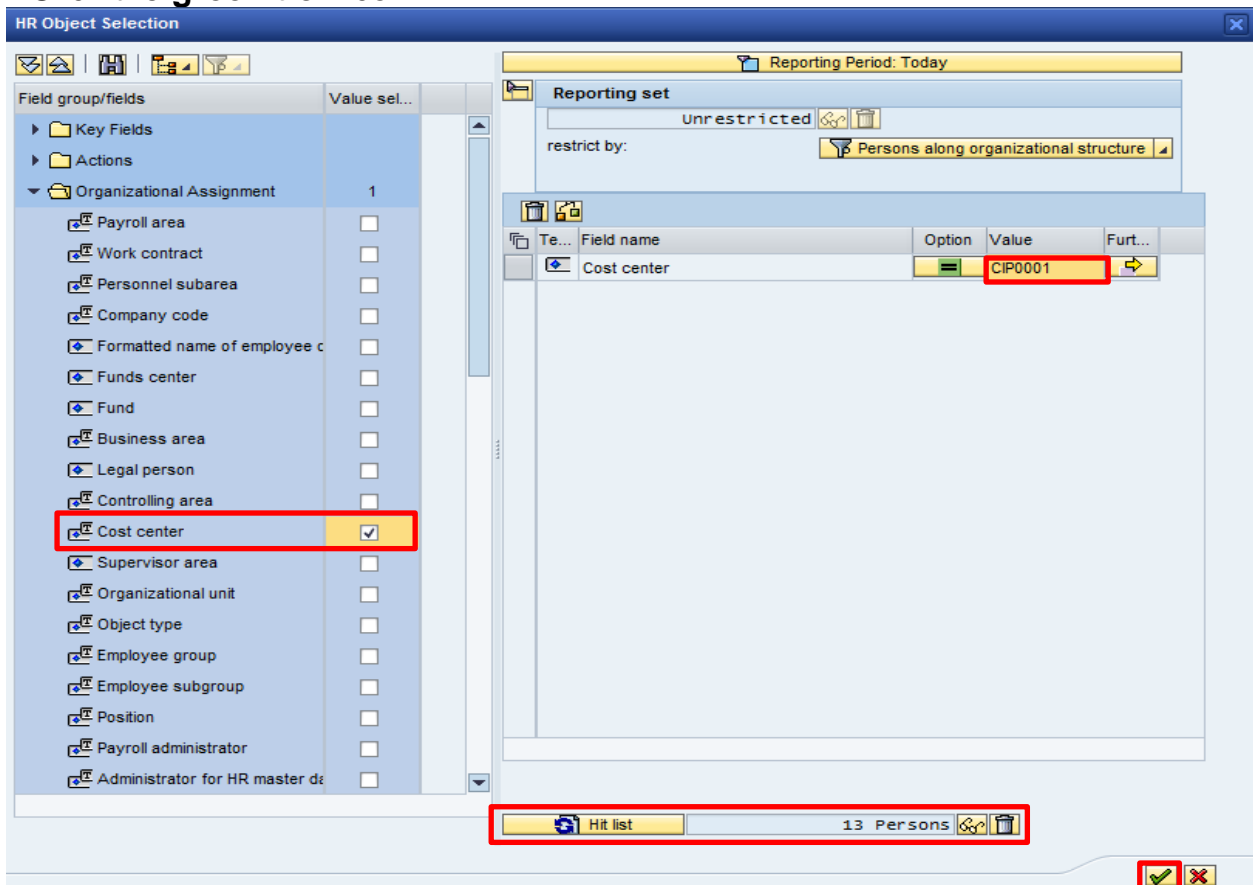 HR Object Selection
Reporting Period: Today
Field group/fields Value sel...
Key Fields
Actions
Organizational Assignment 1
Payroll area
Work contract
Personnel subarea
Company code
Formatted name of employee
Funds center
Fund
Business area
Legal person
Controlling area
Cost center
Supervisor area
Organizational unit
Object type
Employee group
Employee subgroup
Position
Payroll administrator
Administrator for HR master
Reporting set
Unrestricted
restrict by: Persons along organizational structure
Te... Field name Option Value Furt...
Cost center = CIP0001
Hit list 13 Persons